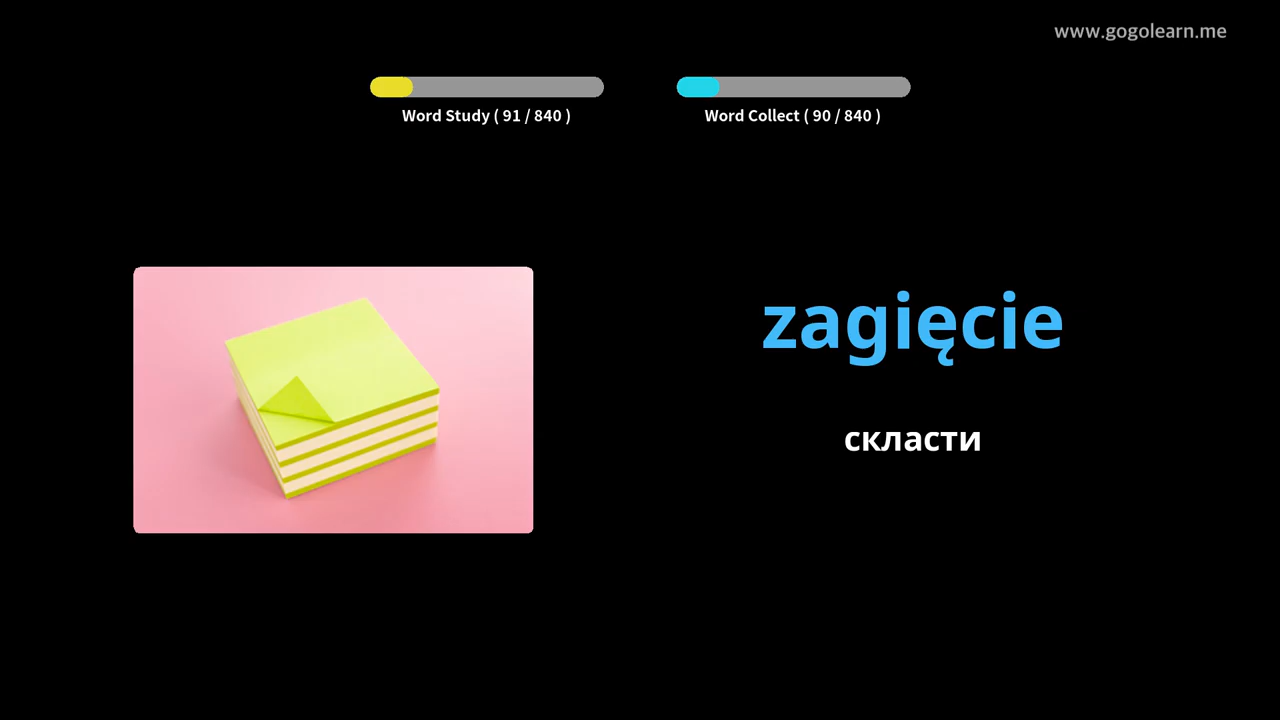 www.gogolearn.me
Word Study ( 91 / 840 )
Word Collect ( 90 / 840 )
zagięcie
скласти